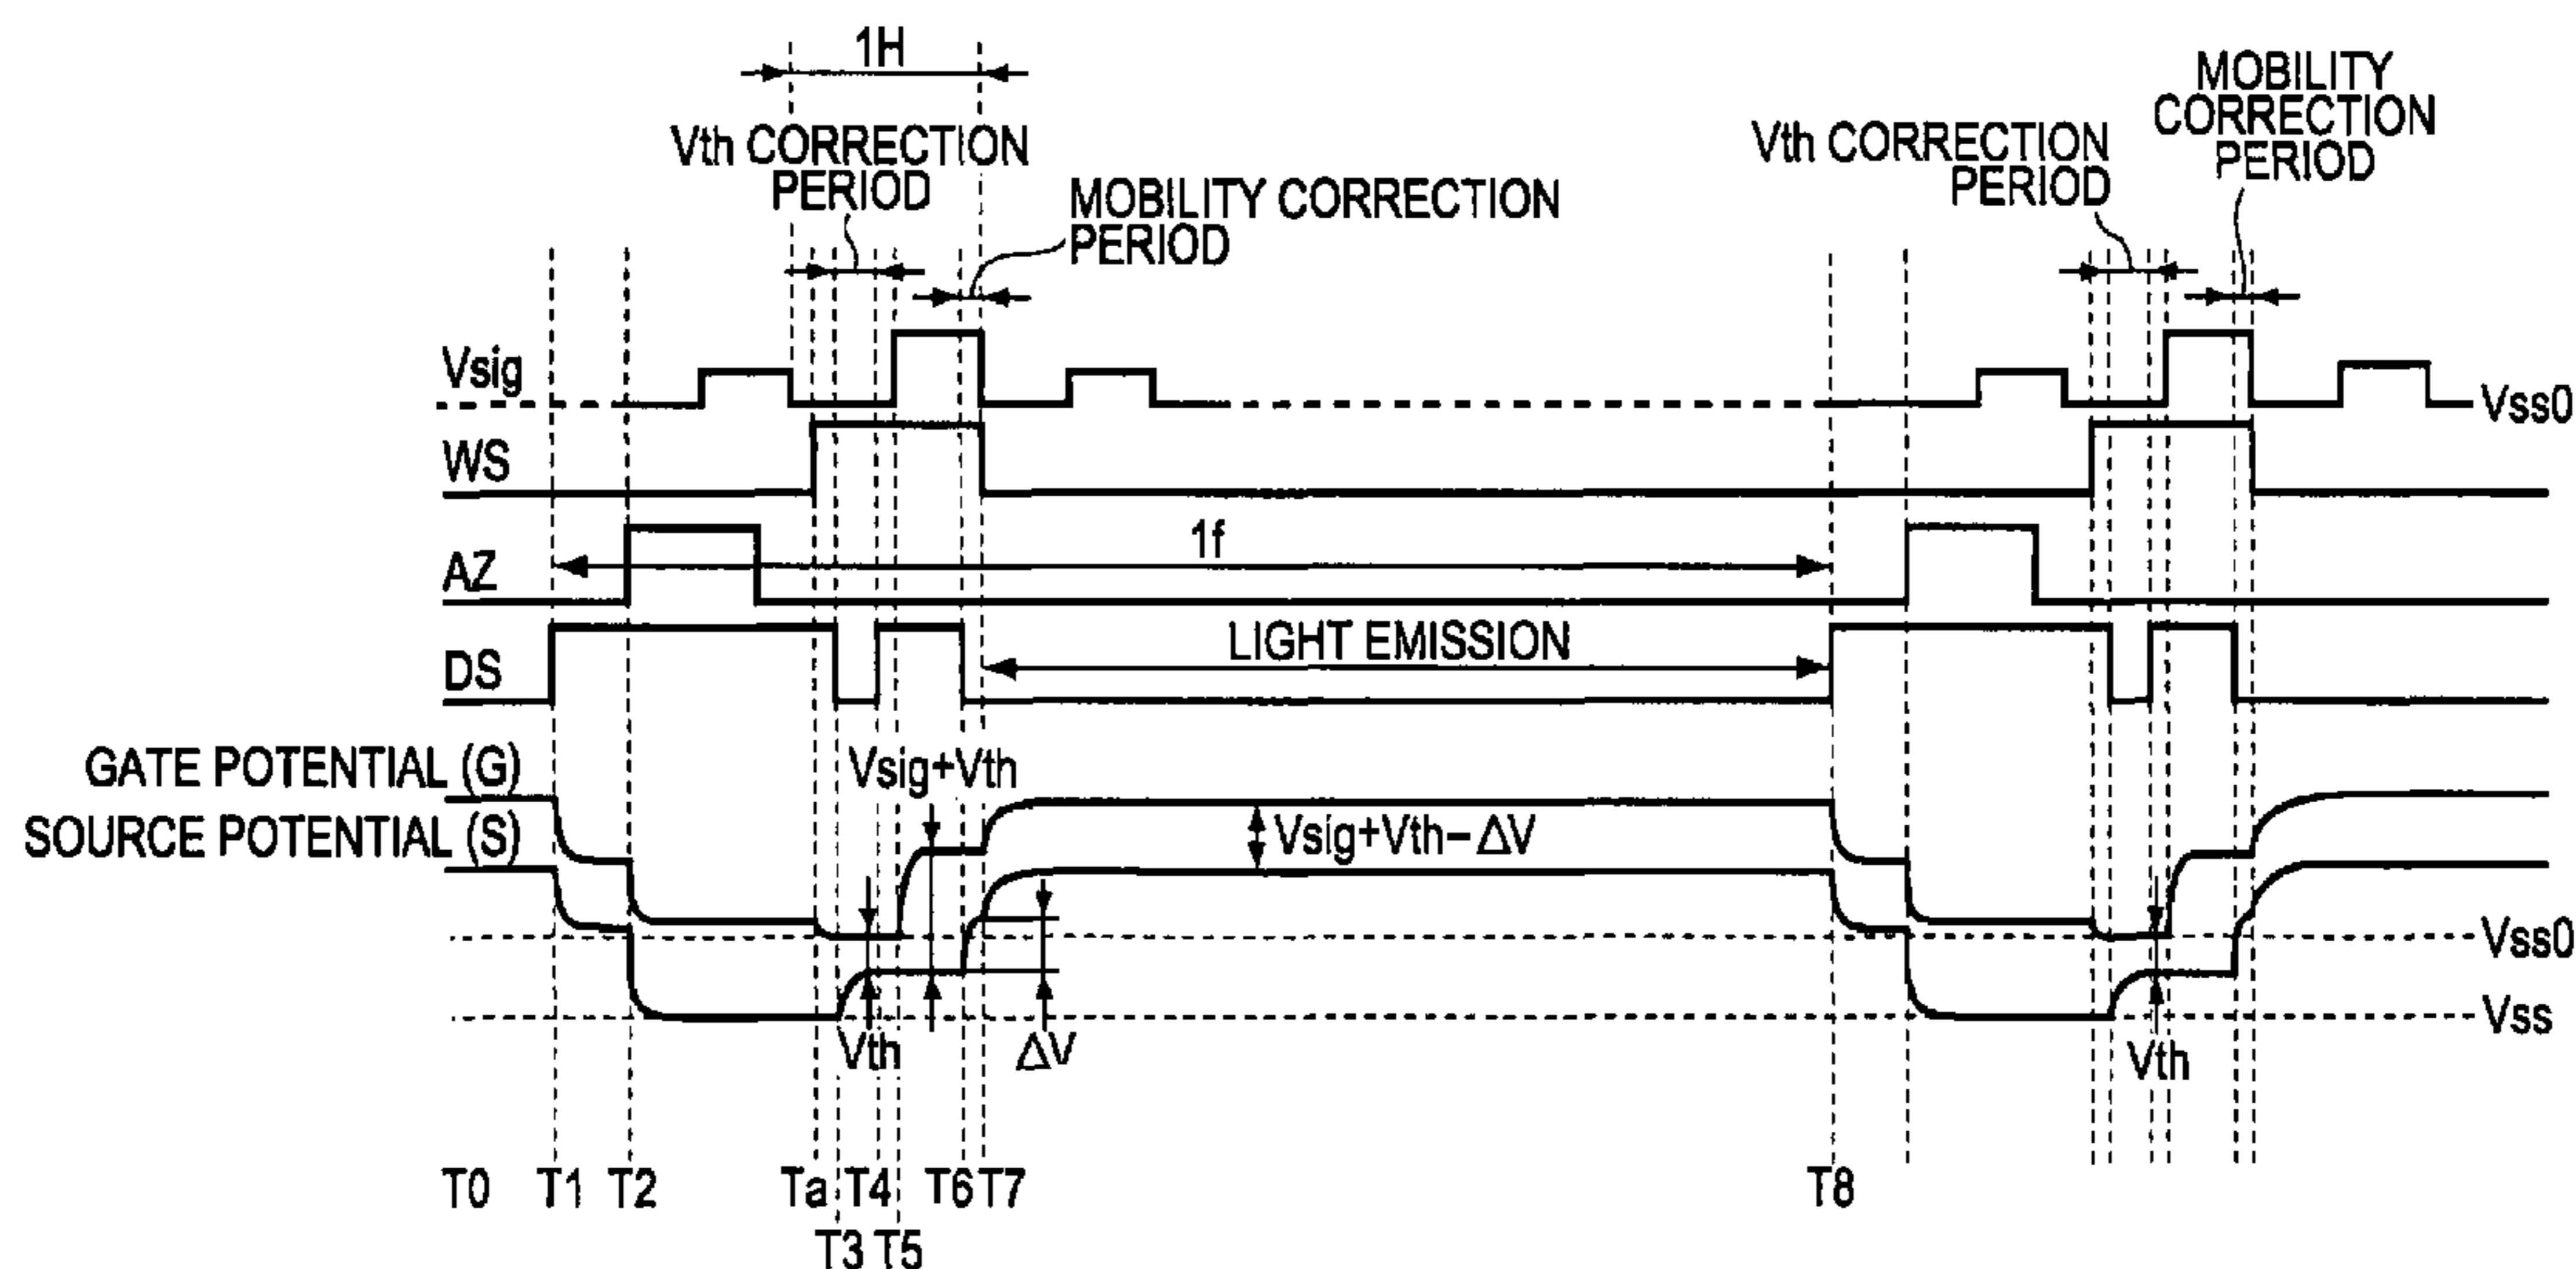 1H
Vth CORRECTION
PERIOD
MOBILITY CORRECTION
PERIOD
Vth CORRECTION
PERIOD
MOBILITY
CORRECTION
PERIOD
Vsig
Vss0
WS
AZ
1f
DS
LIGHT EMISSION
GATE POTENTIAL (G)
Vsig+Vth
SOURCE POTENTIAL (S)
Vsig+Vth-ΔV
Vss0
Vss
Vth
ΔV
Vth
T0 T1 T2 Ta T4 T6 T7 T8
T3 T5